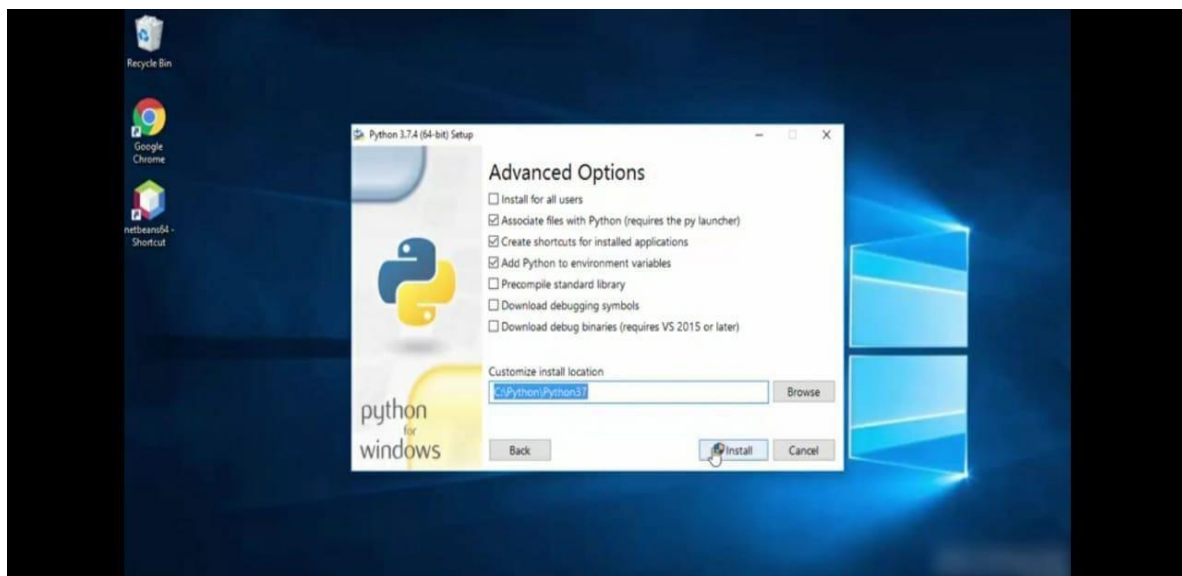 Recycle Bin
Google
Chrome
netbeans64 -
Shortcut
Python 3.7.4 (64-bit) Setup
Advanced Options
Install for all users
Associate files with Python (requires the py launcher)
Create shortcuts for installed applications
Add Python to environment variables
Precompile standard library
Download debugging symbols
Download debug binaries (requires VS 2015 or later)
Customize install location
C:\Python\Python37
Browse
python
for
windows
Back
Install
Cancel